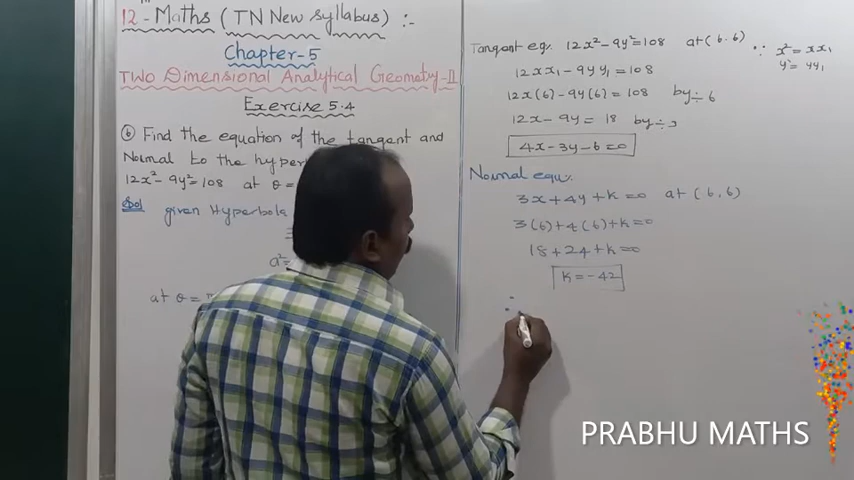 12-Maths (TN New syllabus) :-
Chapter-5
TWO Dimensional Analytical Geometry-II
Exercise 5.4
⑥ Find the equation of the tangent and
Normal to the
12x²-9y²=108 at θ =
Sol given Hyperbola
a²=
at θ =
Tangent eq: 12x²-9y²=108 at (6,6)
∵ x²=xx₁
y²=yy₁
12xx₁-9yy₁=108
12x(6)-9y(6)=108 by ÷ 6
12x-9y=18 by ÷ 3
4x-3y-6=0
Normal equ:
3x+4y+k=0 at (6,6)
3(6)+4(6)+k=0
18+24+k=0
k=-42
PRABHU MATHS